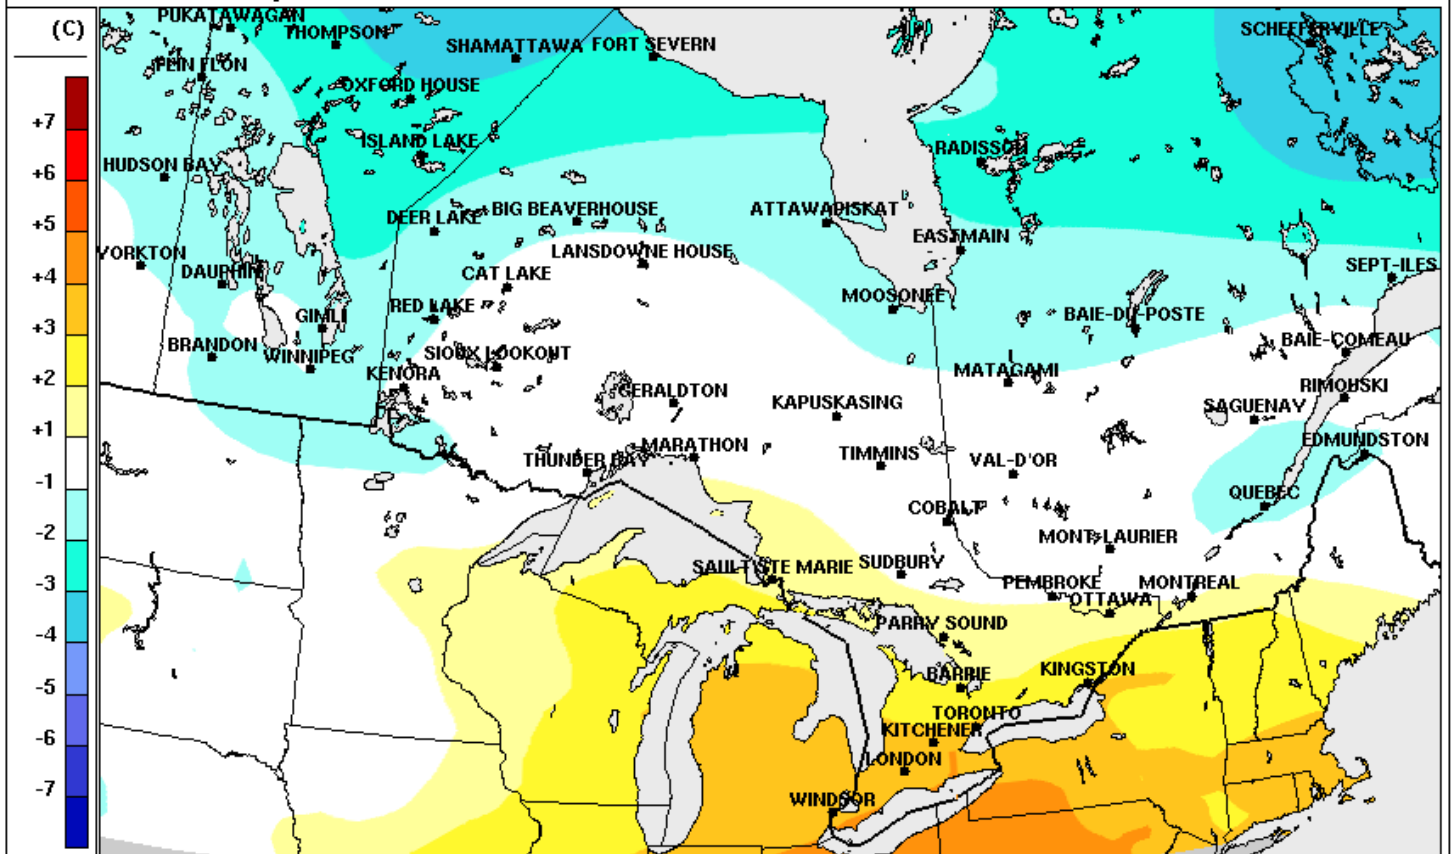 (C)
+7
+6
+5
+4
+3
+2
+1
-1
-2
-3
-4
-5
-6
-7
PUKATAWAGAN
THOMPSON
SHAMATTAWA
FORT SEVERN
SCHEFFERVILLE
FLIN FLON
OXFORD HOUSE
ISLAND LAKE
RADISSON
HUDSON BAY
DEER LAKE
BIG BEAVERHOUSE
ATTAWAPISKAT
EASTMAIN
YORKTON
DAUPHIN
LANSDOWNE HOUSE
CAT LAKE
SEPT-ILES
MOOSONEE
RED LAKE
GIMLI
BAIE-DU-POSTE
BRANDON
WINNIPEG
SIOUX LOOKOUT
BAIE-COMEAU
KENORA
MATAGAMI
RIMOUSKI
GERALDTON
KAPUSKASING
SAGUENAY
MARATHON
EDMUNDSTON
THUNDER BAY
TIMMINS
VAL-D'OR
QUEBEC
COBALT
MONT-LAURIER
SAULT STE MARIE
SUDBURY
PEMBROKE
MONTREAL
OTTAWA
PARRY SOUND
BARRIE
KINGSTON
TORONTO
KITCHENER
LONDON
WINDSOR